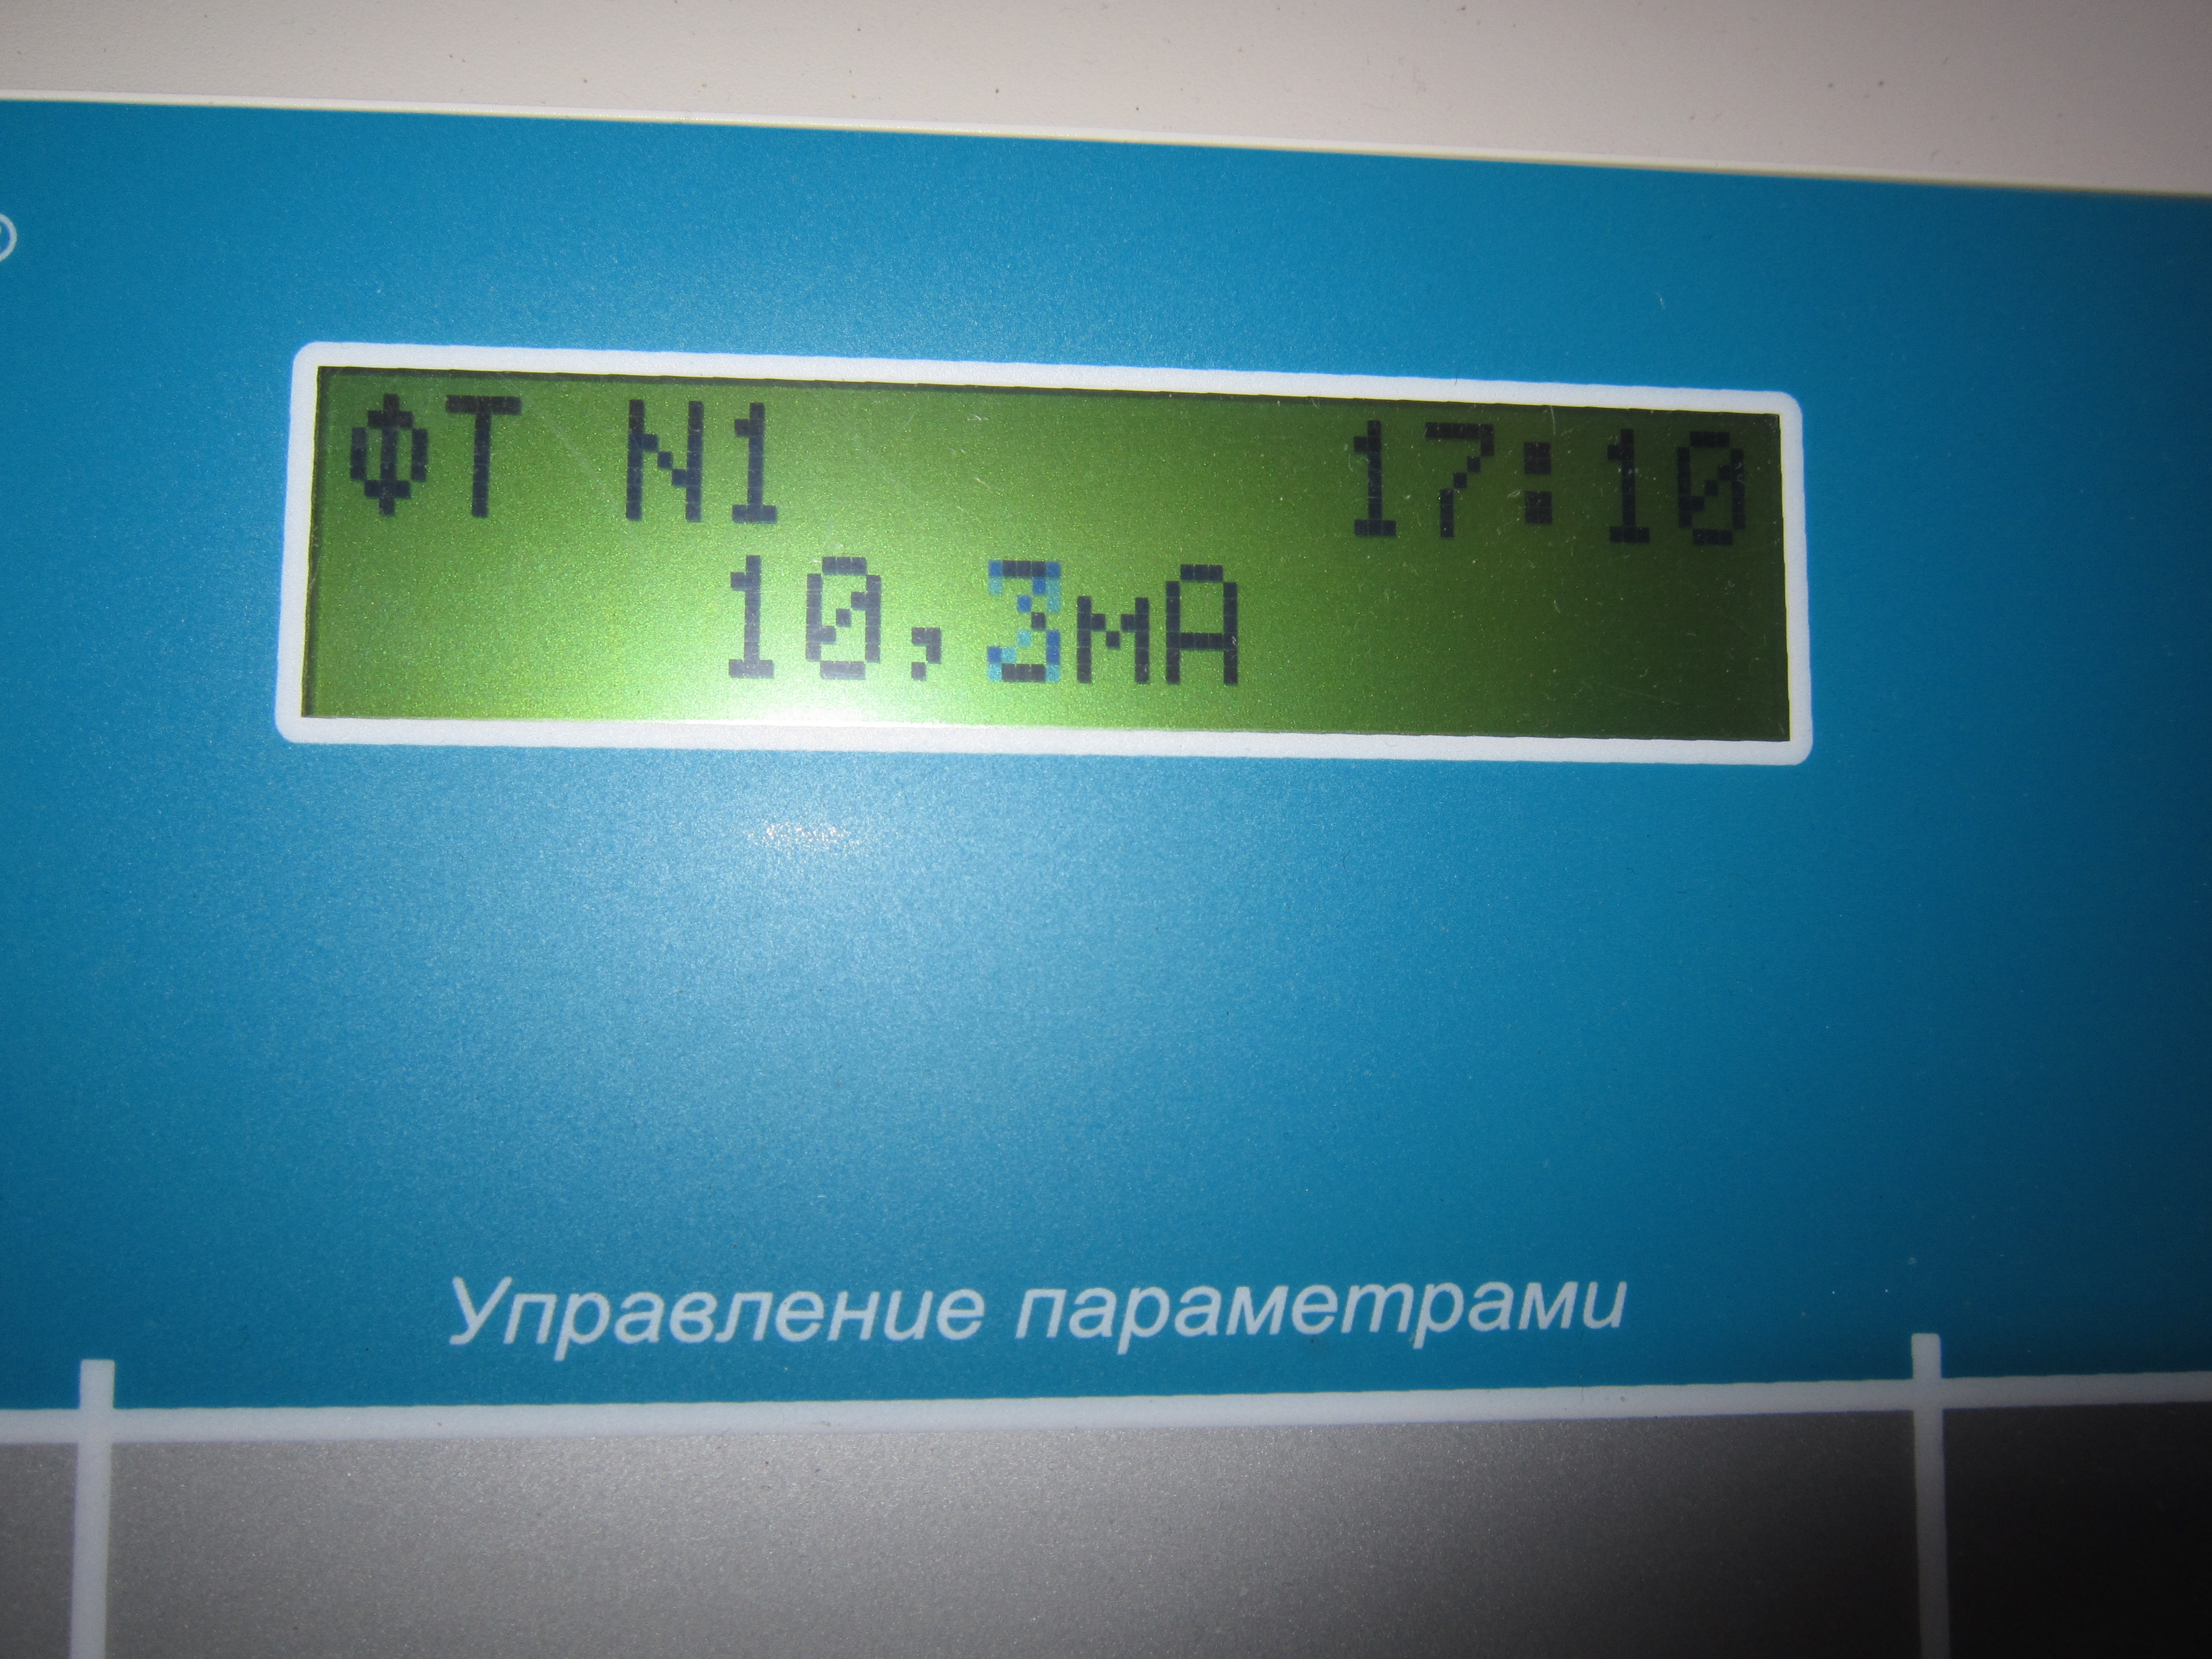 ФТ N1 17:10
10,3мА
Управление параметрами